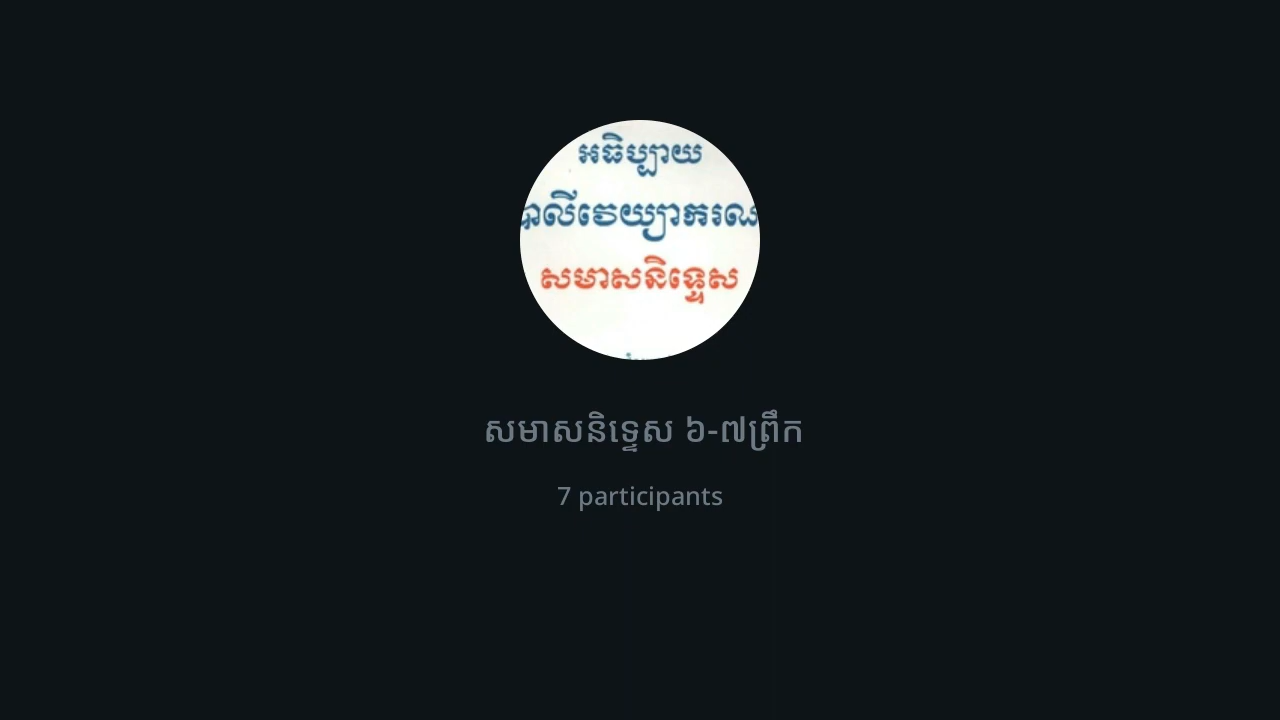 អធិប្បាយ
បាលីវេយ្យាករណ
សមាសនិទ្ទេស
សមាសនិទ្ទេស ៦-៧ព្រឹក
7 participants